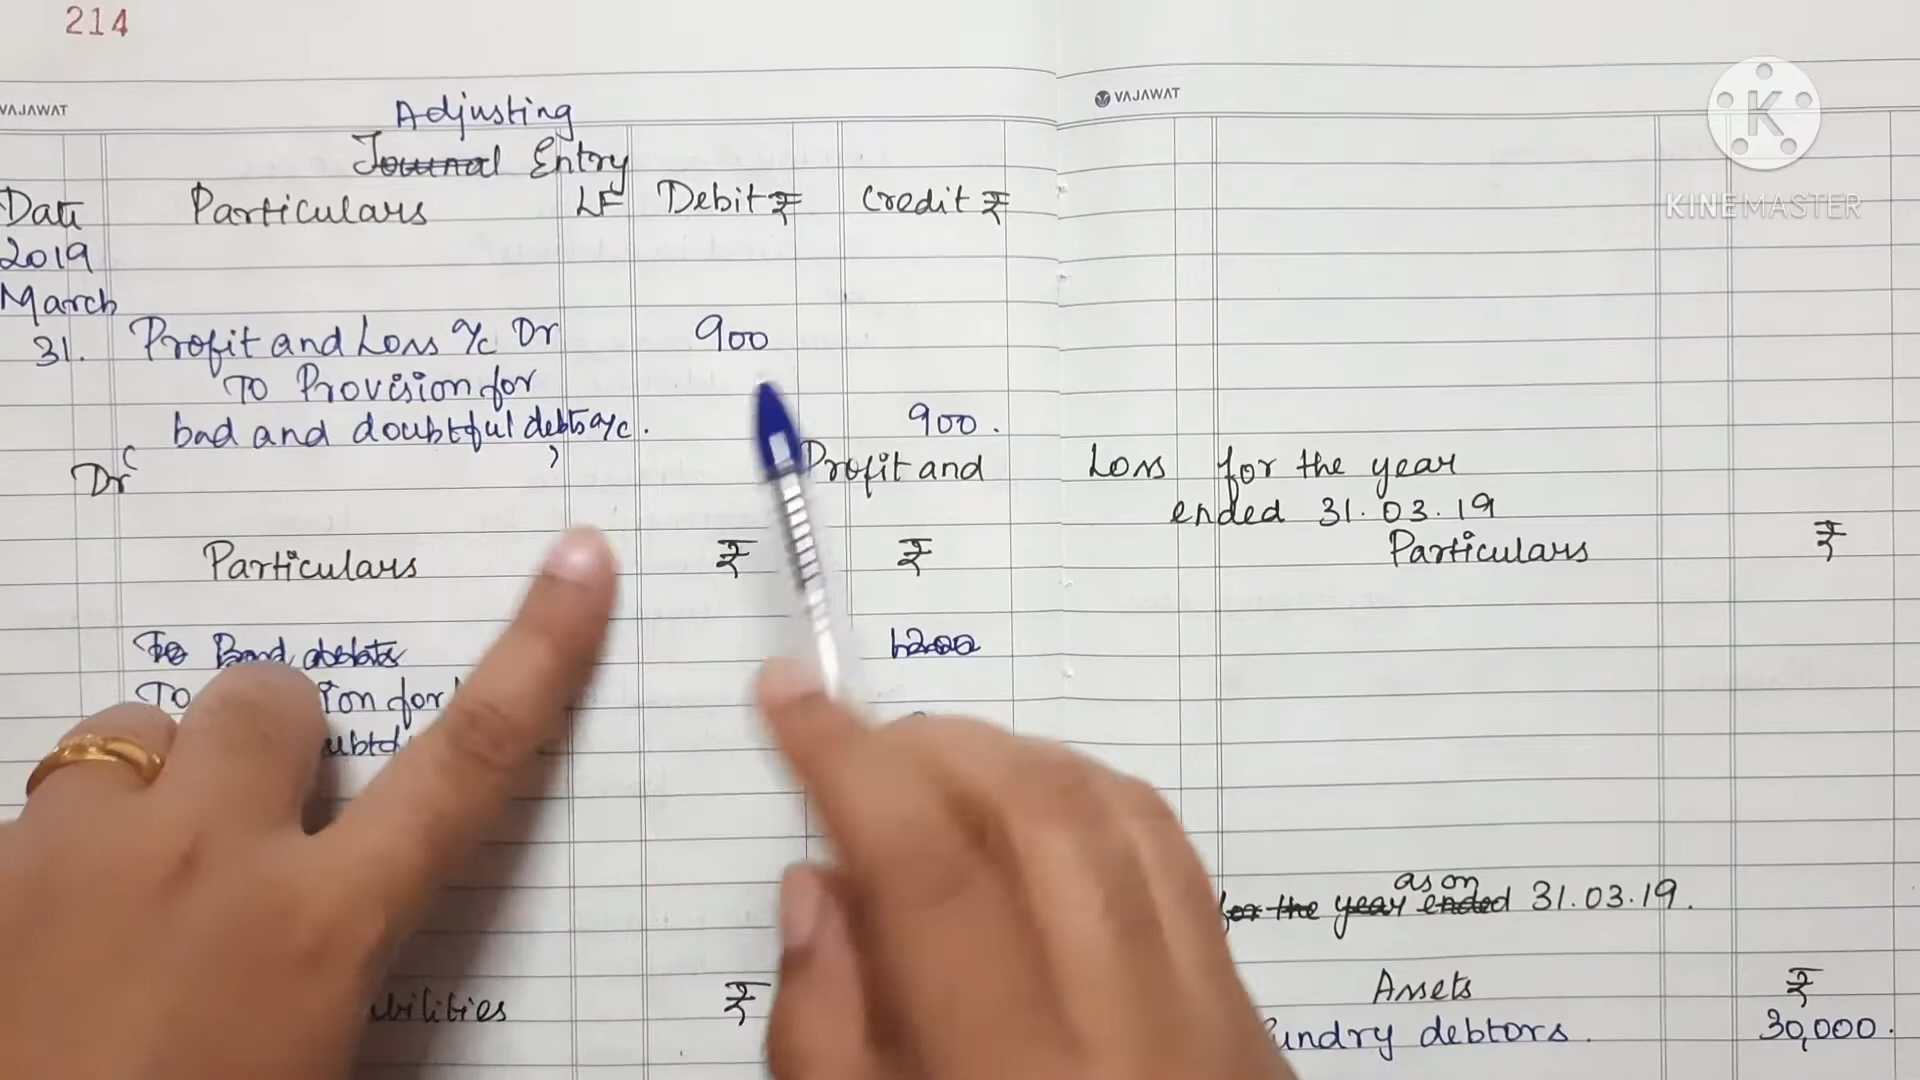 214
VAJAWAT
VAJAWAT
KINEMASTER
Adjusting
Journal Entry
Date Particulars LF Debit ₹ Credit ₹
2019
March
31. Profit and Loss a/c Dr 900
To Provision for
bad and doubtful debts a/c. 900.
Dr Profit and Loss for the year
ended 31.03.19
Particulars ₹ ₹ Particulars ₹
To Bad debts 1200
To ion for
ubtf
as on
for the year ended 31.03.19.
abilities ₹ Assets ₹
undry debtors. 30,000.